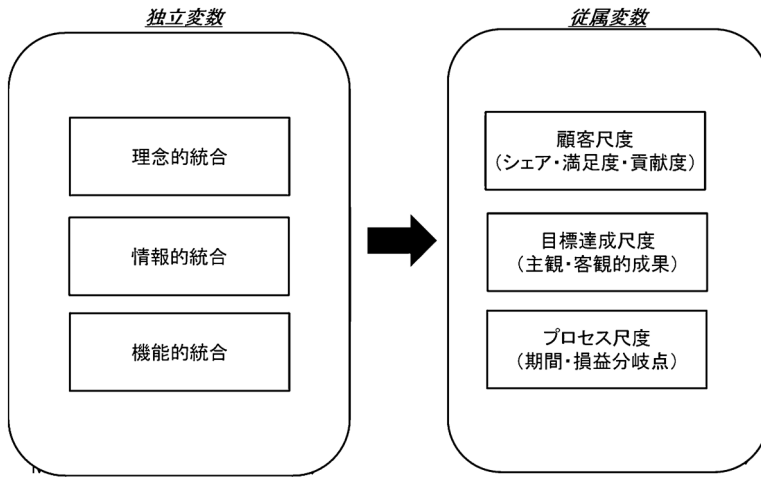 独立変数
理念的統合
情報的統合
機能的統合
従属変数
顧客尺度
(シェア・満足度・貢献度)
目標達成尺度
(主観・客観的成果)
プロセス尺度
(期間・損益分岐点)